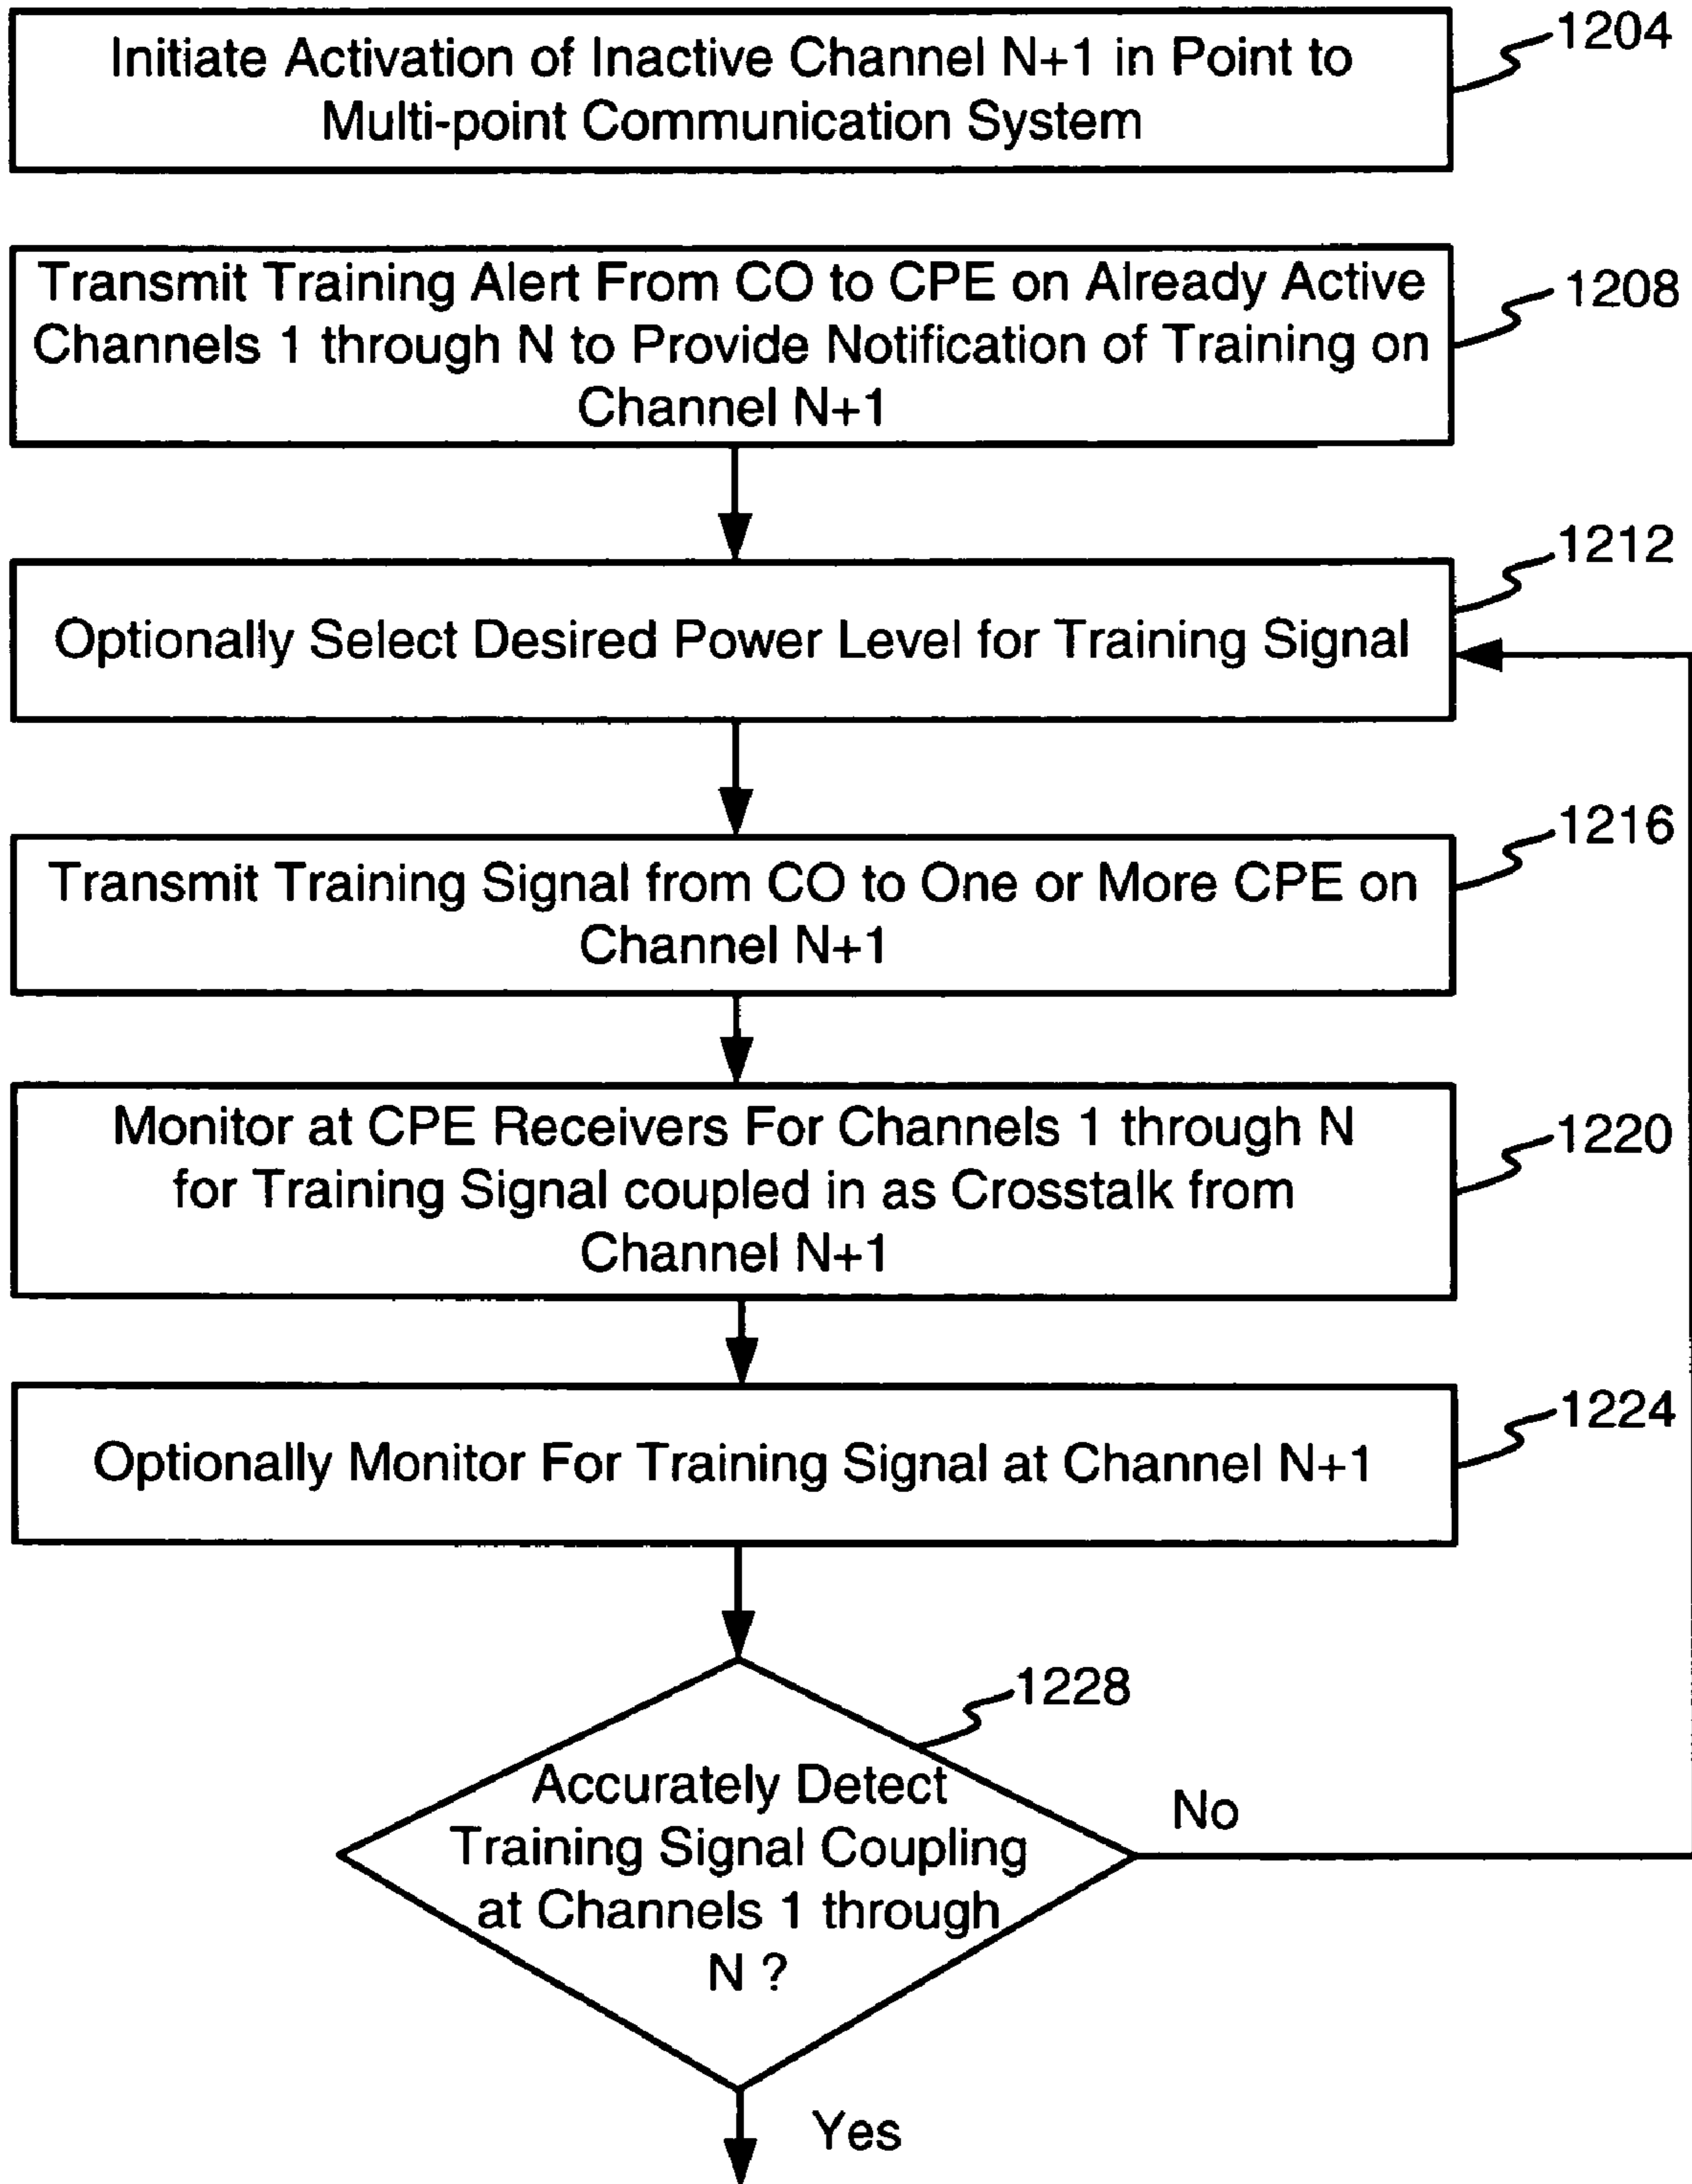 Initiate Activation of Inactive Channel N+1 in Point to
Multi-point Communication System
1204
Transmit Training Alert From CO to CPE on Already Active
Channels 1 through N to Provide Notification of Training on
Channel N+1
1208
Optionally Select Desired Power Level for Training Signal
1212
Transmit Training Signal from CO to One or More CPE on
Channel N+1
1216
Monitor at CPE Receivers For Channels 1 through N
for Training Signal coupled in as Crosstalk from
Channel N+1
1220
Optionally Monitor For Training Signal at Channel N+1
1224
1228
Accurately Detect
Training Signal Coupling
at Channels 1 through
N ?
No
Yes